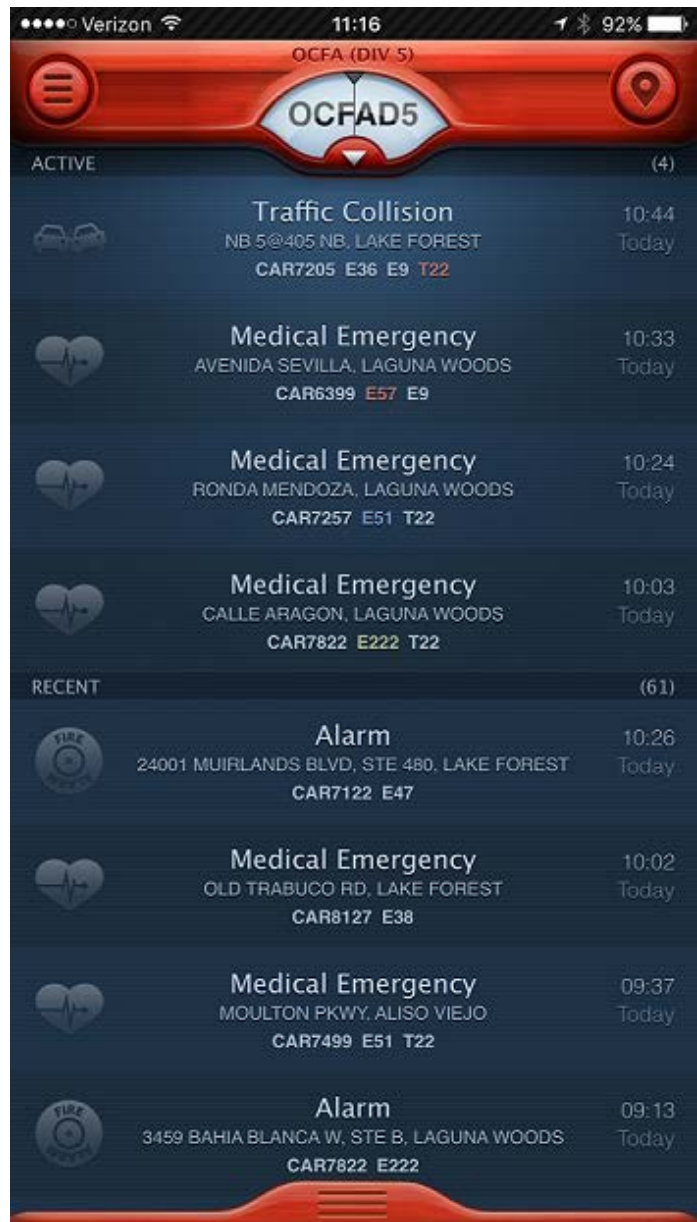 Verizon 11:16 92%
OCFA (DIV 5)
OCFAD5
ACTIVE (4)
Traffic Collision 10:44
NB 5@405 NB, LAKE FOREST Today
CAR7205 E36 E9 T22
Medical Emergency 10:33
AVENIDA SEVILLA, LAGUNA WOODS Today
CAR6399 E57 E9
Medical Emergency 10:24
RONDA MENDOZA, LAGUNA WOODS Today
CAR7257 E51 T22
Medical Emergency 10:03
CALLE ARAGON, LAGUNA WOODS Today
CAR7822 E222 T22
RECENT (61)
FIRE Alarm 10:26
24001 MUIRLANDS BLVD, STE 480, LAKE FOREST Today
CAR7122 E47
Medical Emergency 10:02
OLD TRABUCO RD, LAKE FOREST Today
CAR8127 E38
Medical Emergency 09:37
MOULTON PKWY, ALISO VIEJO Today
CAR7499 E51 T22
FIRE Alarm 09:13
3459 BAHIA BLANCA W, STE B, LAGUNA WOODS Today
CAR7822 E222